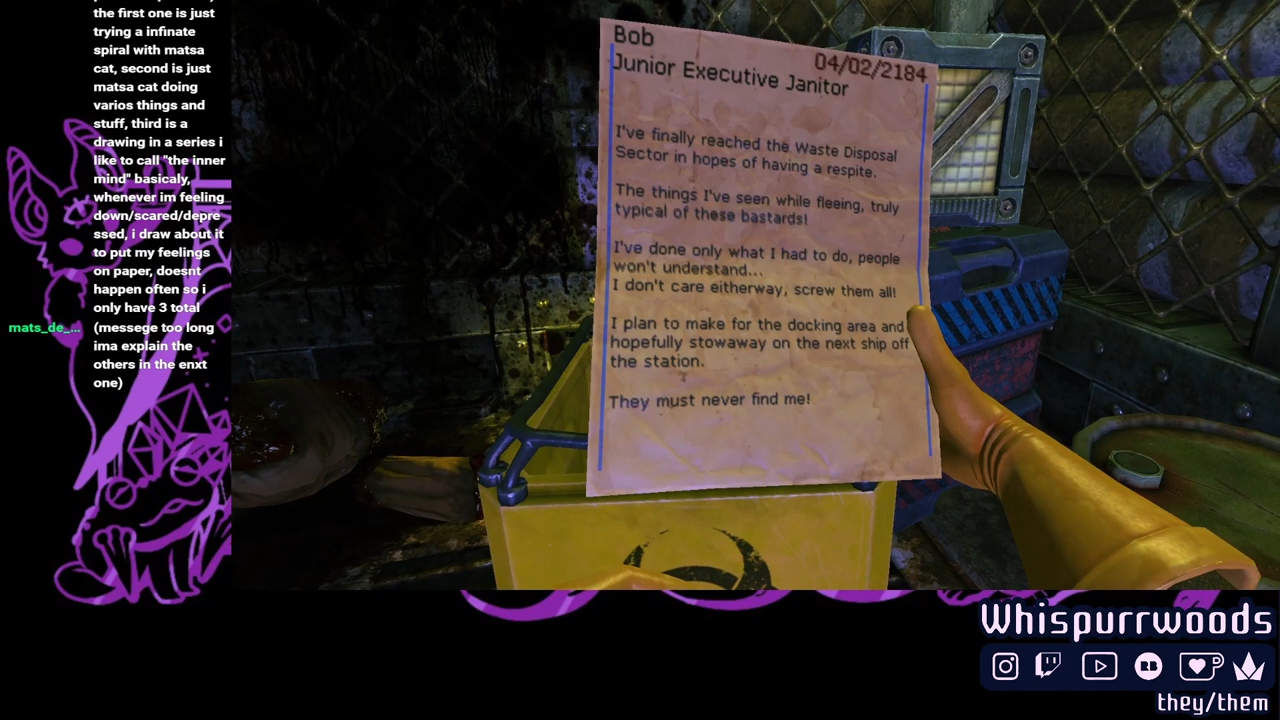 the first one is just
trying a infinate
spiral with matsa
cat, second is just
matsa cat doing
varios things and
stuff, third is a
drawing in a series i
like to call "the inner
mind" basicaly,
whenever im feeling
down/scared/depre
ssed, i draw about it
to put my feelings
on paper, doesnt
happen often so i
only have 3 total
mats_de_... (messege too long
ima explain the
others in the enxt
one)
Bob
04/02/2184
Junior Executive Janitor
I've finally reached the Waste Disposal
Sector in hopes of having a respite.
The things I've seen while fleeing, truly
typical of these bastards!
I've done only what I had to do, people
won't understand...
I don't care eitherway, screw them all!
I plan to make for the docking area and
hopefully stowaway on the next ship off
the station.
They must never find me!
Whispurrwoods
they/them